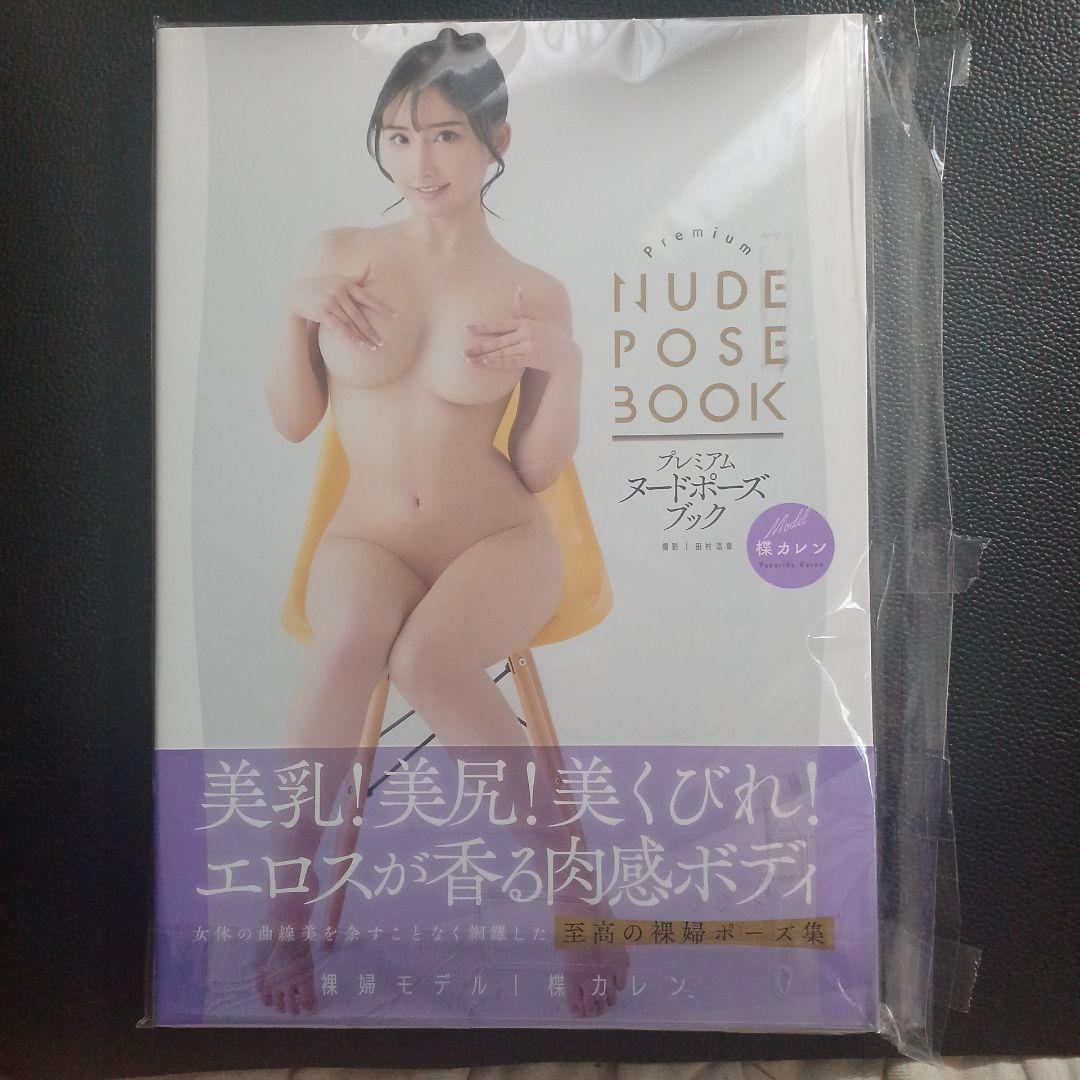 Premium
NUDE
POSE
BOOK
プレミアム
ヌードポーズ
ブック
撮影 | 田村浩章
Model
楪カレン
Yuzuriha Karen
美乳!美尻!美くびれ!
エロスが香る肉感ボディ
女体の曲線美を余すことなく網羅した 至高の裸婦ポーズ集
裸婦モデル | 楪カレン